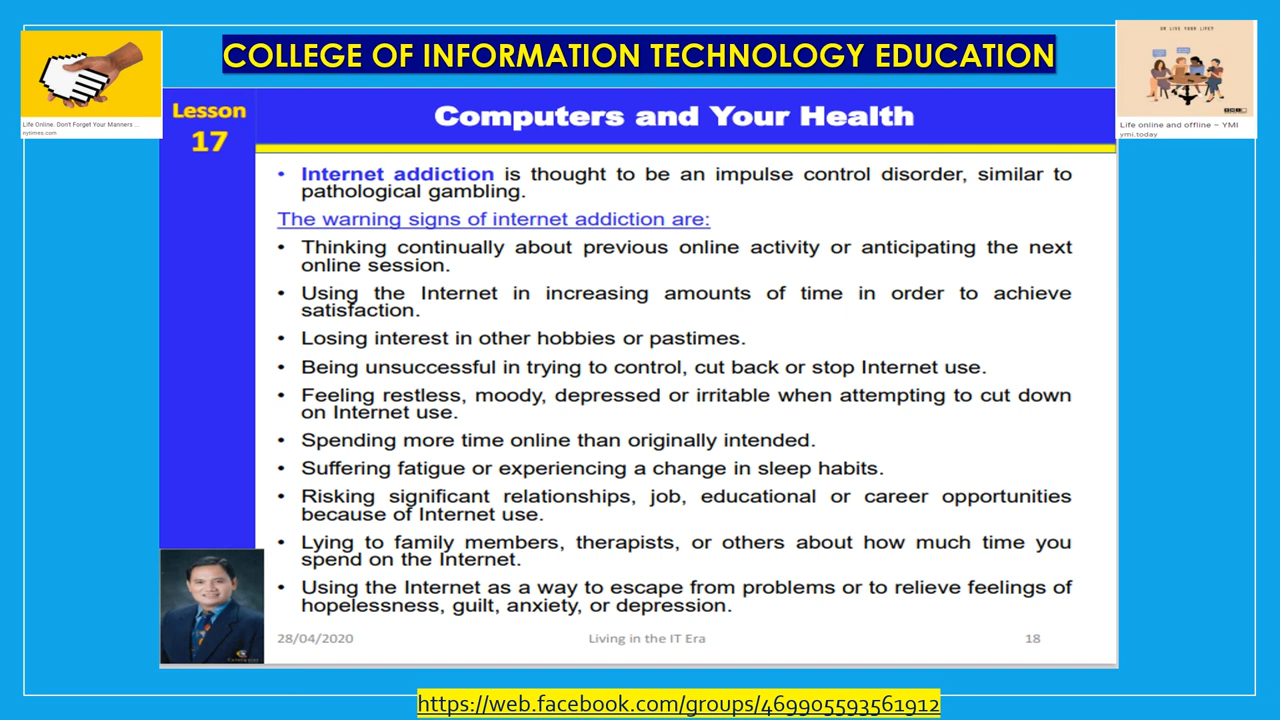 OR LIVE YOUR LIFE?
COLLEGE OF INFORMATION TECHNOLOGY EDUCATION
Life Online. Don't Forget Your Manners ...
nytimes.com
Life online and offline – YMI
ymi.today
Lesson
17
Computers and Your Health
• Internet addiction is thought to be an impulse control disorder, similar to
pathological gambling.
The warning signs of internet addiction are:
• Thinking continually about previous online activity or anticipating the next
online session.
• Using the Internet in increasing amounts of time in order to achieve
satisfaction.
• Losing interest in other hobbies or pastimes.
• Being unsuccessful in trying to control, cut back or stop Internet use.
• Feeling restless, moody, depressed or irritable when attempting to cut down
on Internet use.
• Spending more time online than originally intended.
• Suffering fatigue or experiencing a change in sleep habits.
• Risking significant relationships, job, educational or career opportunities
because of Internet use.
• Lying to family members, therapists, or others about how much time you
spend on the Internet.
• Using the Internet as a way to escape from problems or to relieve feelings of
hopelessness, guilt, anxiety, or depression.
28/04/2020
Living in the IT Era
18
https://web.facebook.com/groups/469905593561912